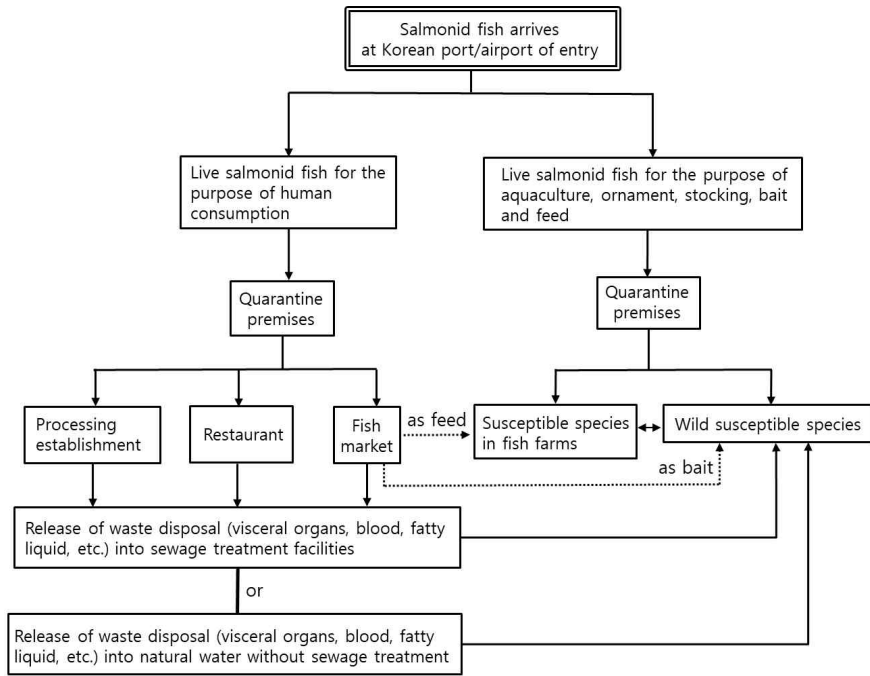 Salmonid fish arrives
at Korean port/airport of entry
Live salmonid fish for the
purpose of human
consumption
Live salmonid fish for the purpose of
aquaculture, ornament, stocking, bait
and feed
Quarantine
premises
Quarantine
premises
Processing
establishment
Restaurant
Fish
market
as feed
Susceptible species
in fish farms
Wild susceptible species
as bait
Release of waste disposal (visceral organs, blood, fatty
liquid, etc.) into sewage treatment facilities
or
Release of waste disposal (visceral organs, blood, fatty
liquid, etc.) into natural water without sewage treatment